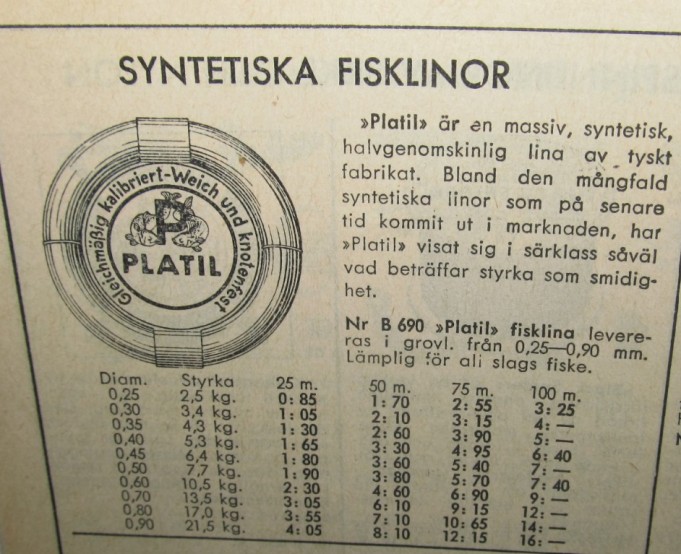 SYNTETISKA FISKLINOR
Gleichmäßig kalibriert-Weich und knotenfest
P
PLATIL
»Platil» är en massiv, syntetisk,
halvgenomskinlig lina av tyskt
fabrikat. Bland den mångfald
syntetiska linor som på senare
tid kommit ut i marknaden, har
»Platil» visat sig i särklass såväl
vad beträffar styrka som smidig-
het.
Nr B 690 »Platil» fisklina levere-
ras i grovl. från 0,25—0,90 mm.
Lämplig för all slags fiske.
Diam. Styrka 25 m. 50 m. 75 m. 100 m.
0,25 2,5 kg. 0: 85 1: 70 2: 55 3: 25
0,30 3,4 kg. 1: 05 2: 10 3: 15 4: —
0,35 4,3 kg. 1: 30 2: 60 3: 90 5: —
0,40 5,3 kg. 1: 65 3: 30 4: 95 6: 40
0,45 6,4 kg. 1: 80 3: 60 5: 40 7: —
0,50 7,7 kg. 1: 90 3: 80 5: 70 7: 40
0,60 10,5 kg. 2: 30 4: 60 6: 90 9: —
0,70 13,5 kg. 3: 05 6: 10 9: 15 12: —
0,80 17,0 kg. 3: 55 7: 10 10: 65 14: —
0,90 21,5 kg. 4: 05 8: 10 12: 15 16: —